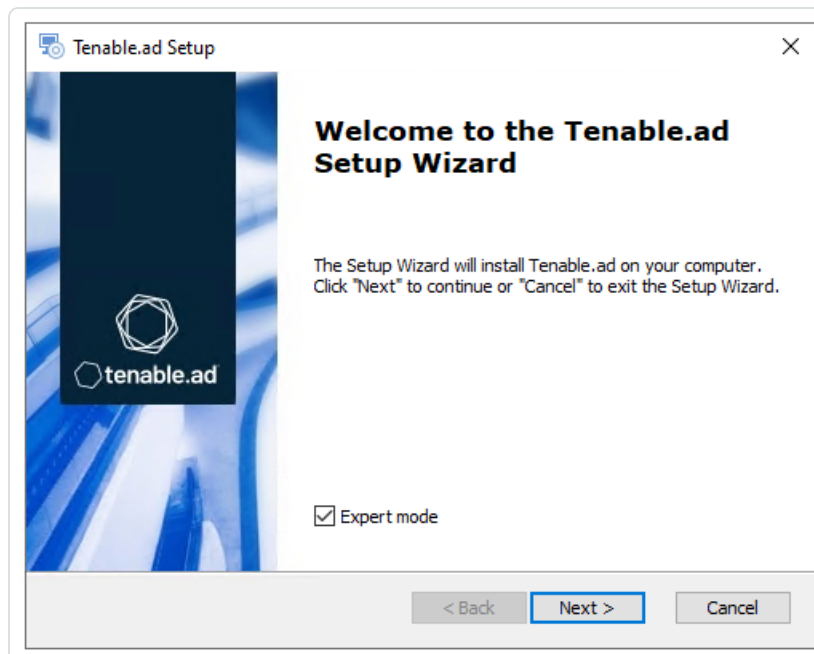 Tenable.ad Setup
Welcome to the Tenable.ad
Setup Wizard
The Setup Wizard will install Tenable.ad on your computer.
Click "Next" to continue or "Cancel" to exit the Setup Wizard.
tenable.ad
Expert mode
< Back Next > Cancel